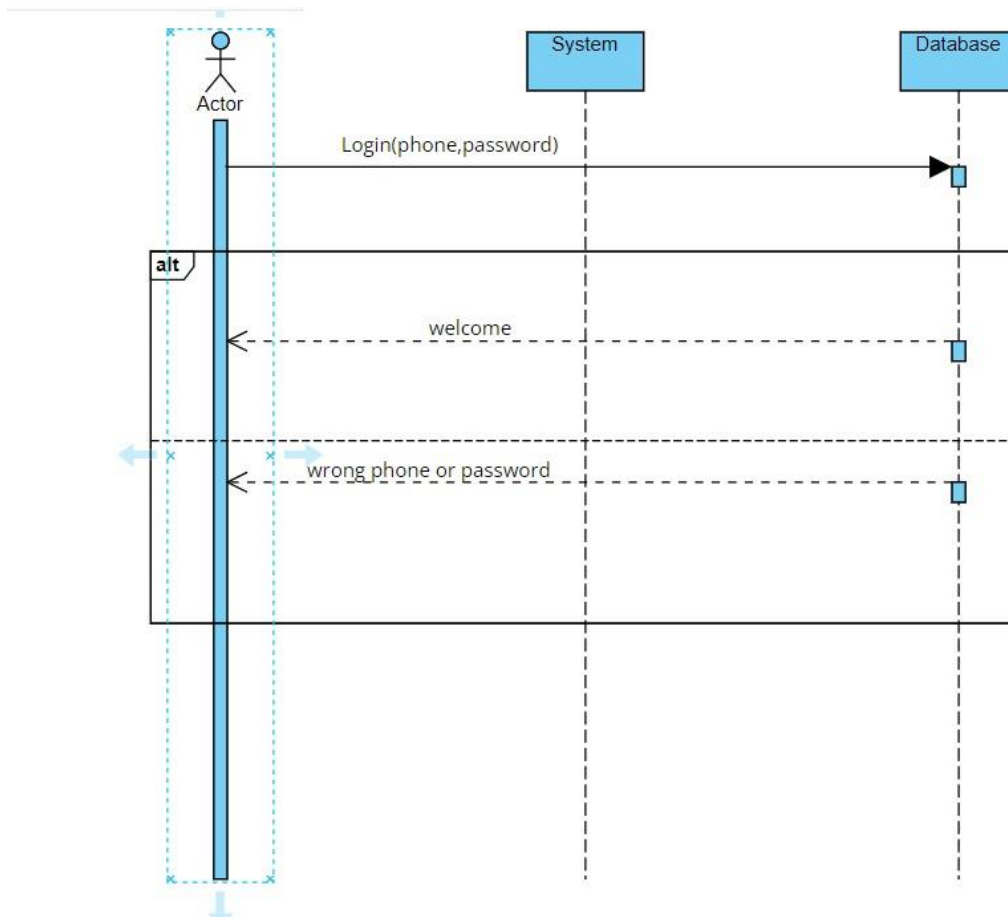 Actor
System
Database
Login(phone,password)
alt
welcome
wrong phone or password